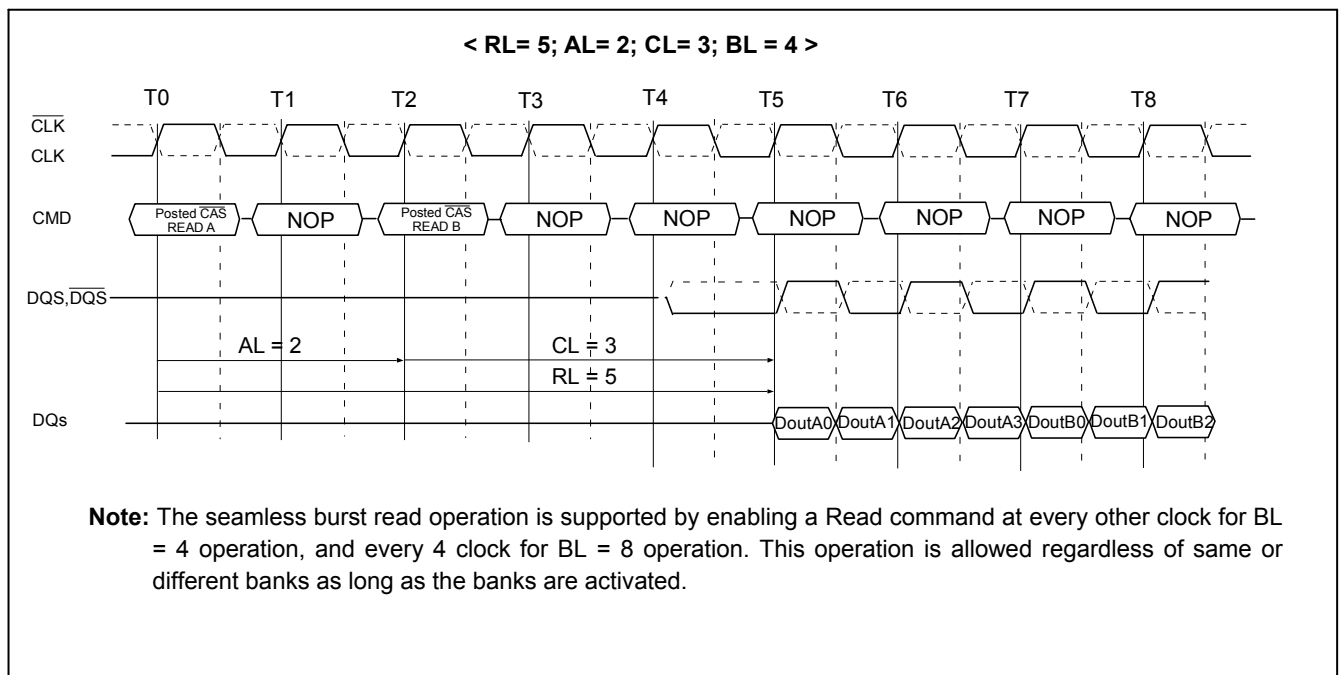 < RL= 5; AL= 2; CL= 3; BL = 4 >
T0 T1 T2 T3 T4 T5 T6 T7 T8
CLK
CLK
CMD
Posted CAS
READ A
NOP
Posted CAS
READ B
NOP
NOP
NOP
NOP
NOP
NOP
DQS,DQS
AL = 2
CL = 3
RL = 5
DQs
DoutA0 DoutA1 DoutA2 DoutA3 DoutB0 DoutB1 DoutB2
Note: The seamless burst read operation is supported by enabling a Read command at every other clock for BL
= 4 operation, and every 4 clock for BL = 8 operation. This operation is allowed regardless of same or
different banks as long as the banks are activated.